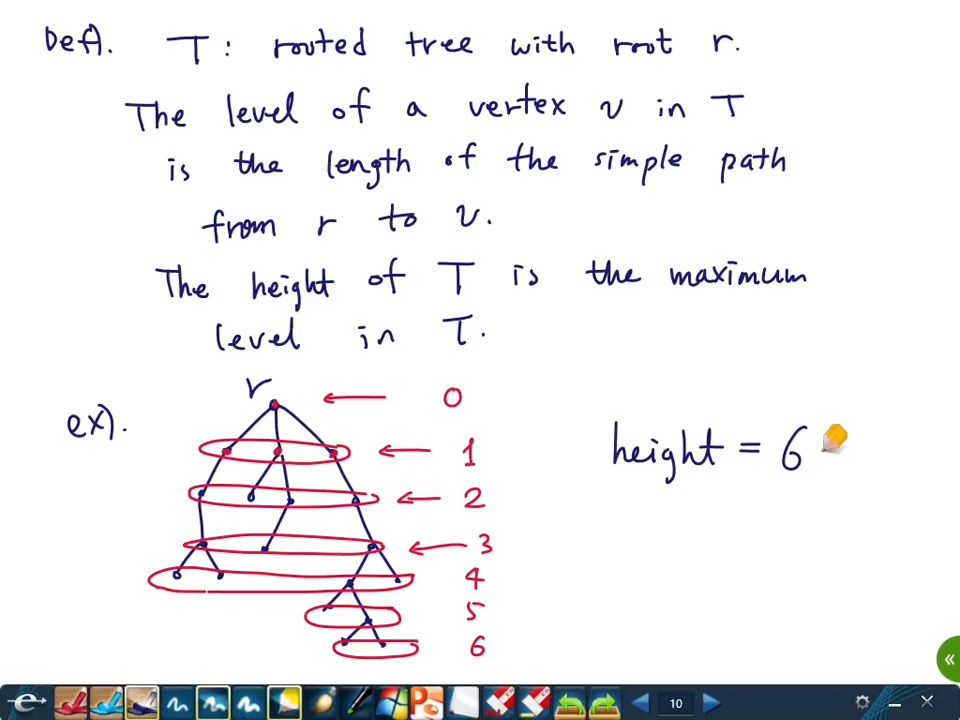 Def). T: routed tree with root r.
The level of a vertex v in T
is the length of the simple path
from r to v.
The height of T is the maximum
level in T.
ex). r ← 0
← 1
← 2
← 3
4
5
6
height = 6
10
«